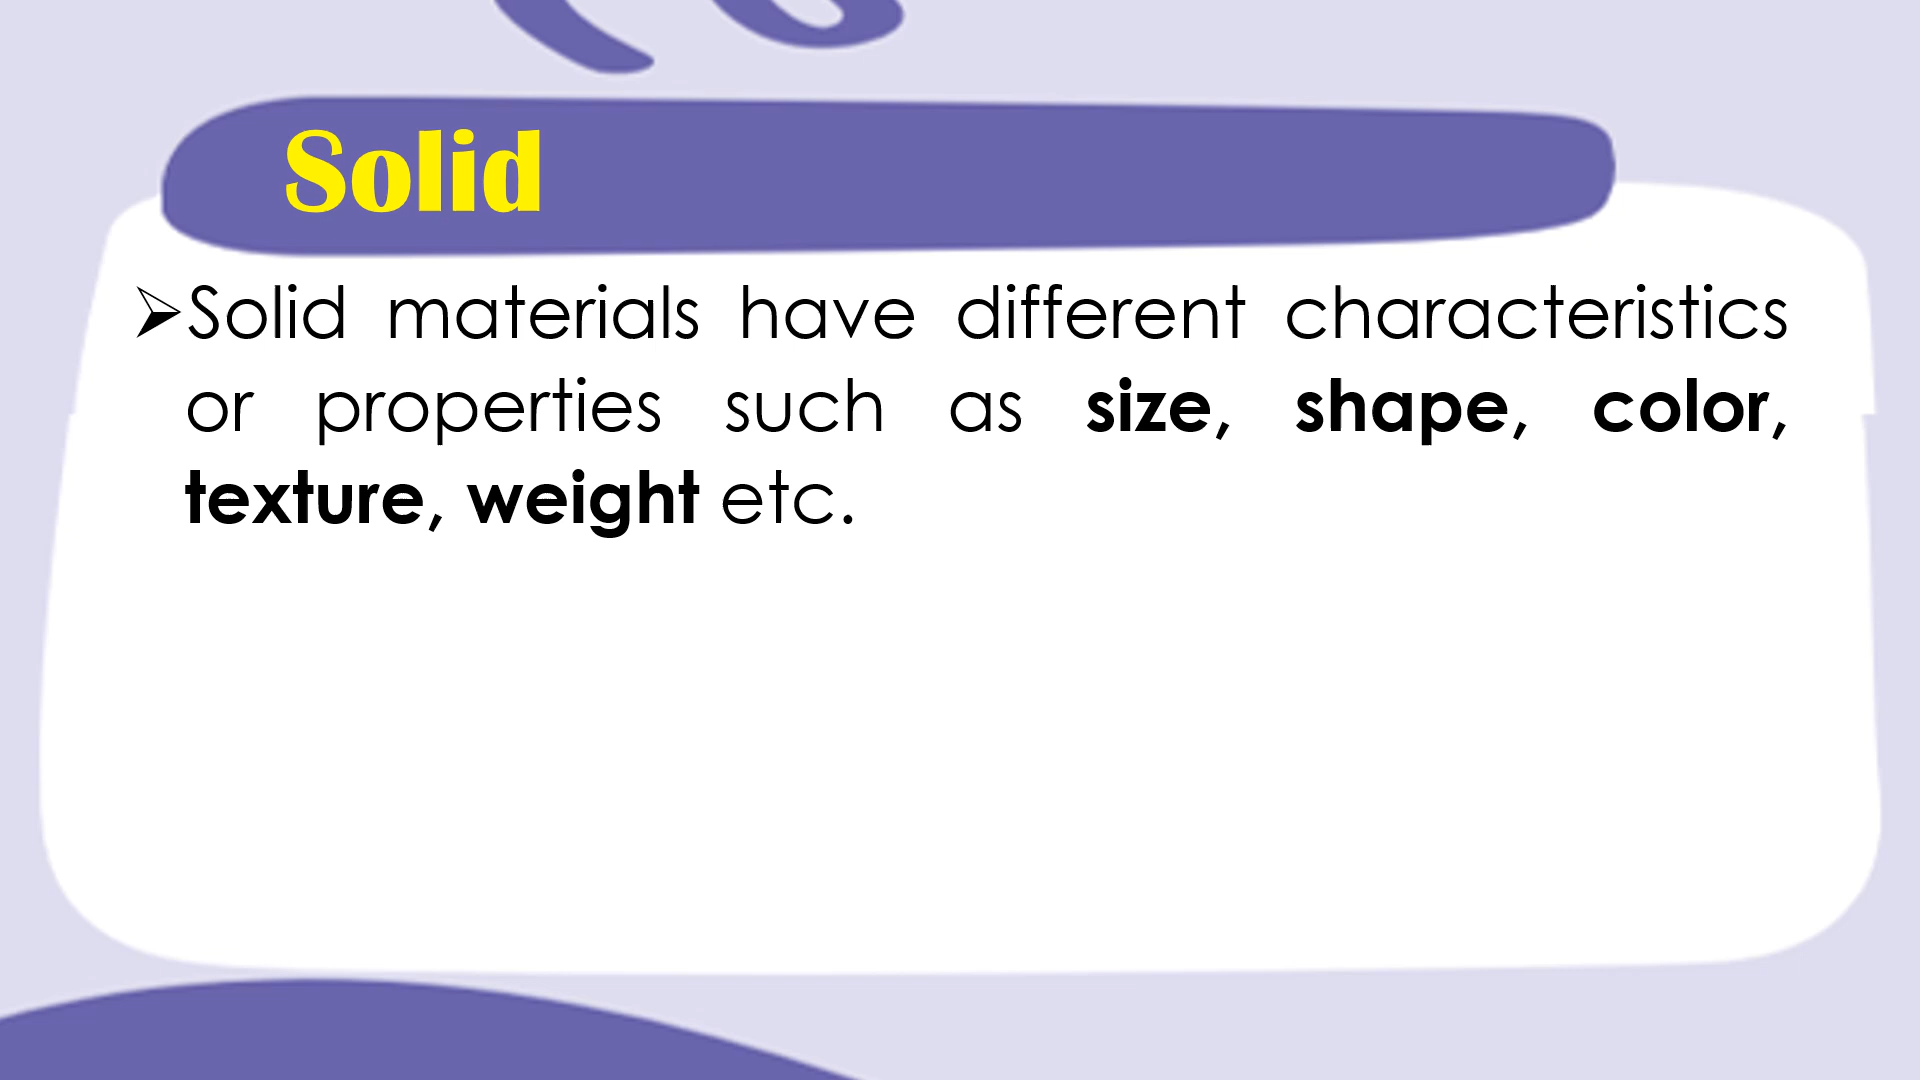 Solid
➢Solid materials have different characteristics
or properties such as size, shape, color,
texture, weight etc.